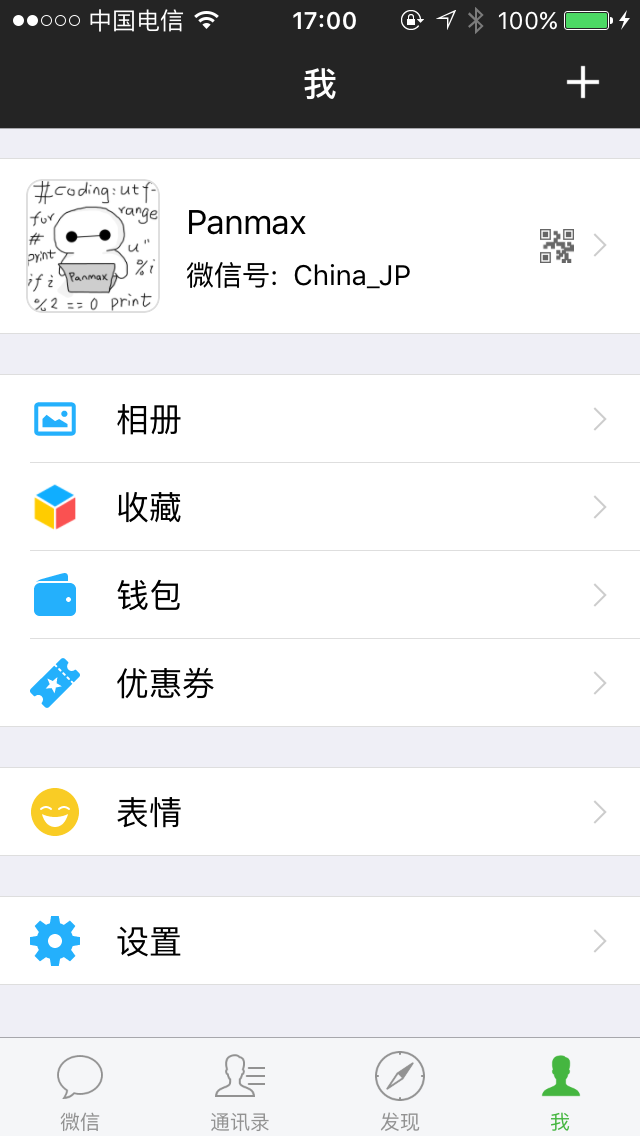 中国电信 17:00 100%
我
#coding:utf-
for range
# u"
print
Panmax %i
if i
%2 == 0 print
Panmax
微信号: China_JP
相册
收藏
钱包
优惠券
表情
设置
微信 通讯录 发现 我